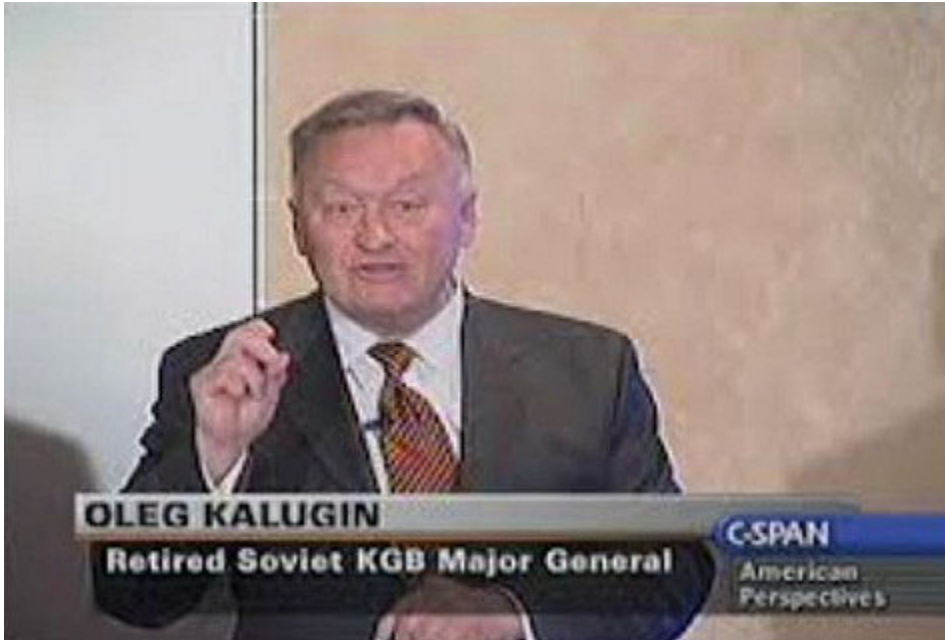 OLEG KALUGIN
Retired Soviet KGB Major General
C-SPAN
American
Perspectives